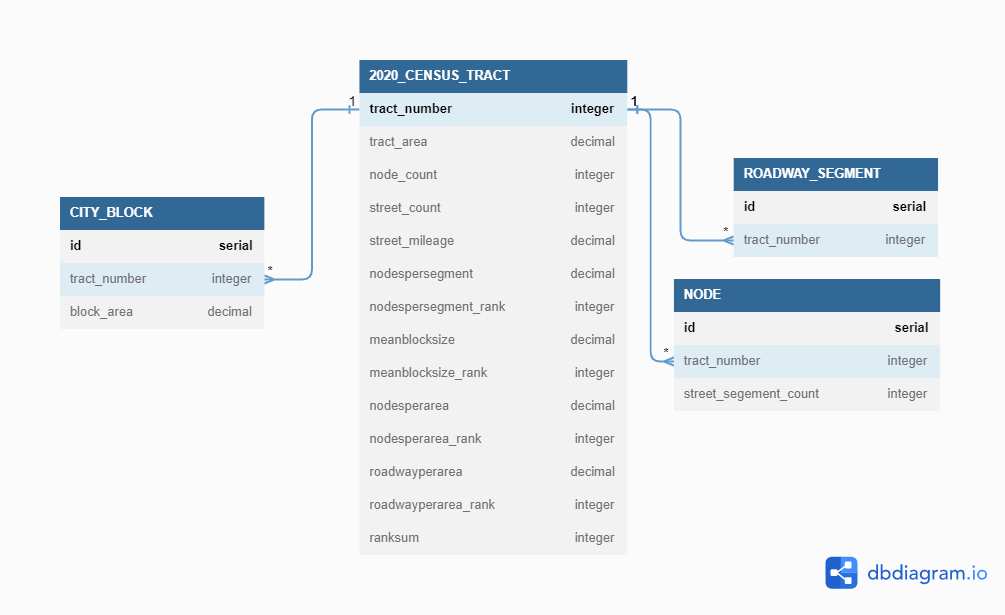 2020_CENSUS_TRACT
1 tract_number integer 1
tract_area decimal
node_count integer
street_count integer
street_mileage decimal
nodespersegment decimal
nodespersegment_rank integer
meanblocksize decimal
meanblocksize_rank integer
nodesperarea decimal
nodesperarea_rank integer
roadwayperarea decimal
roadwayperarea_rank integer
ranksum integer
CITY_BLOCK
id serial
tract_number integer *
block_area decimal
ROADWAY_SEGMENT
id serial
* tract_number integer
NODE
id serial
* tract_number integer
street_segement_count integer
dbdiagram.io